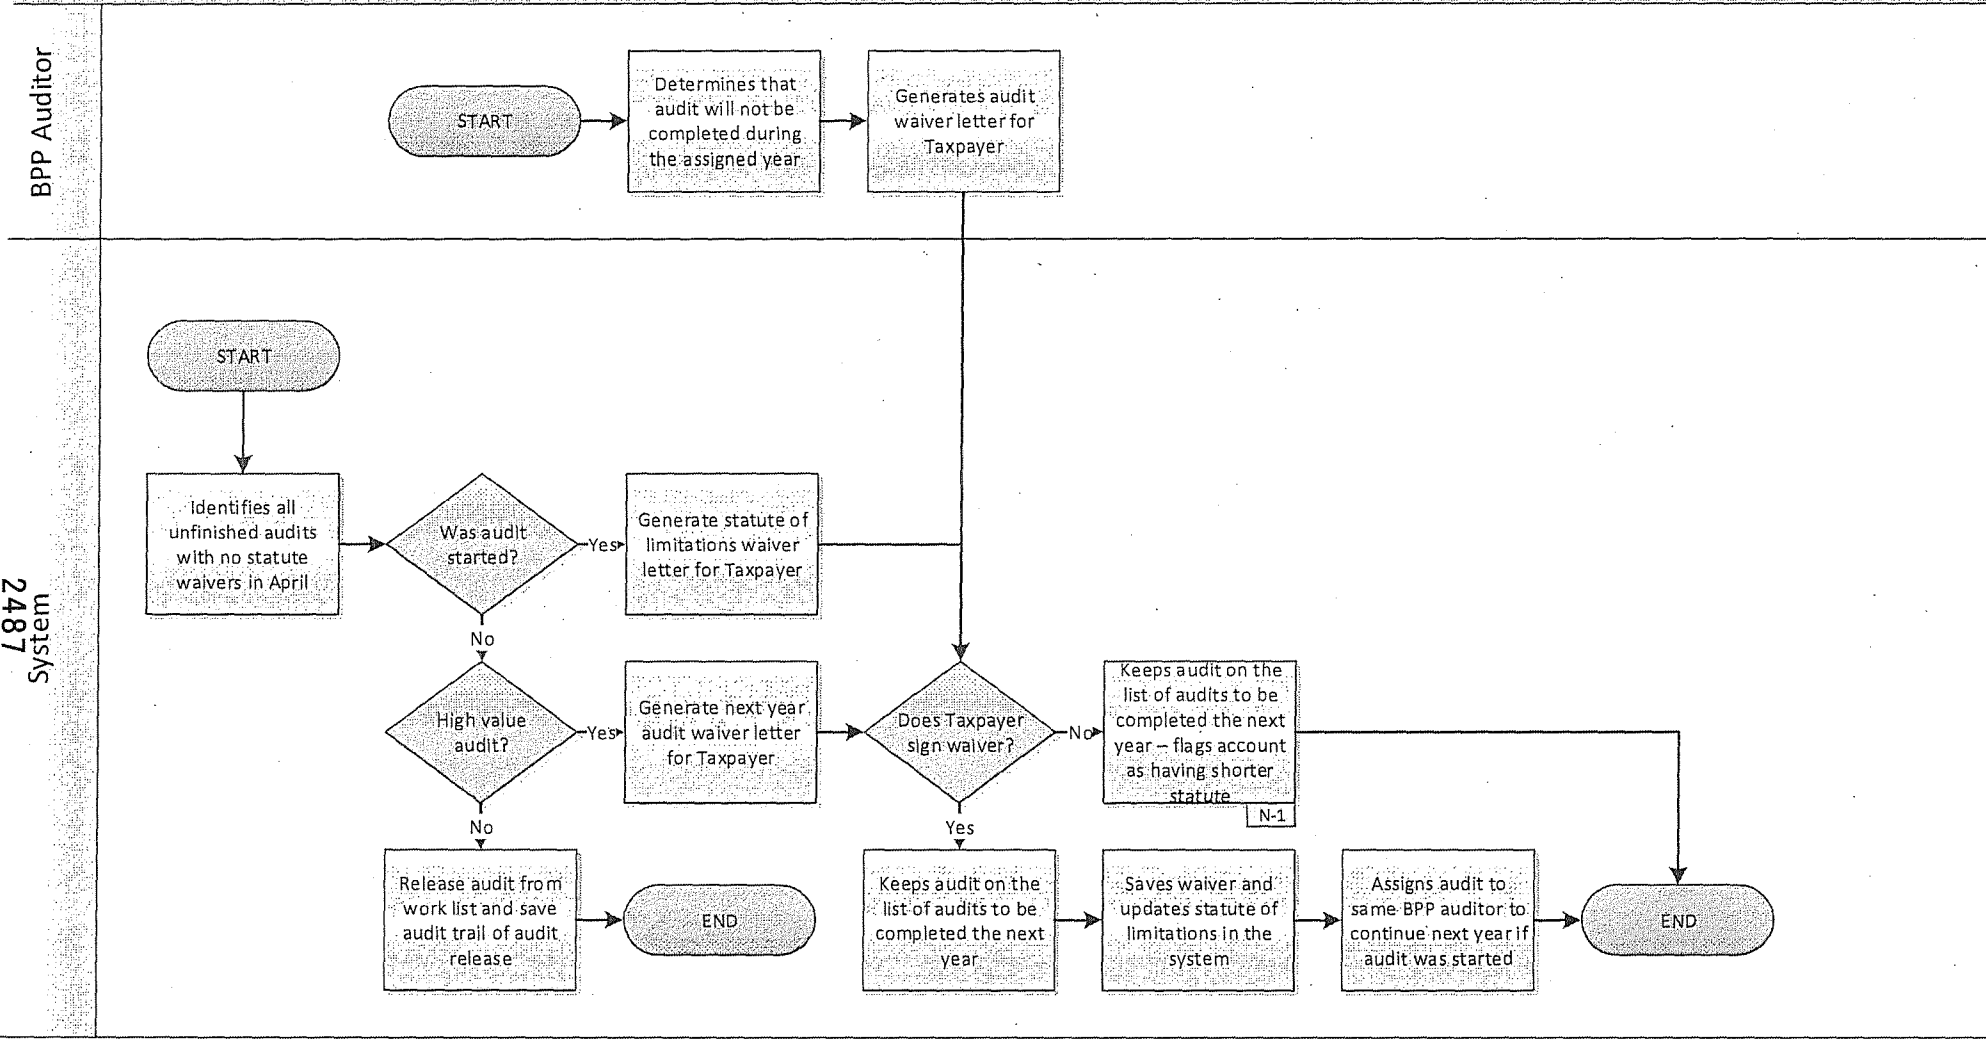 BPP Auditor
START
Determines that
audit will not be
completed during
the assigned year
Generates audit
waiver letter for
Taxpayer
System
2487
START
Identifies all
unfinished audits
with no statute
waivers in April
Was audit
started?
Yes
Generate statute of
limitations waiver
letter for Taxpayer
No
High value
audit?
Yes
Generate next year
audit waiver letter
for Taxpayer
Does Taxpayer
sign waiver?
No
Keeps audit on the
list of audits to be
completed the next
year – flags account
as having shorter
statute
N-1
No
Yes
Release audit from
work list and save
audit trail of audit
release
END
Keeps audit on the
list of audits to be
completed the next
year
Saves waiver and
updates statute of
limitations in the
system
Assigns audit to
same BPP auditor to
continue next year if
audit was started
END